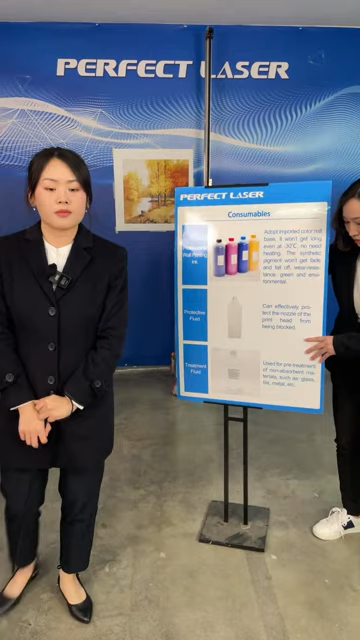 PERFECT LASER
PERFECT LASER
Consumables
Wall Printing
Ink
Adopt imported color
base. It won't get icing
even at -30℃, no need
heating. The synthetic
pigment won't get fade
and fall off, wear-resis-
tance, green and envi-
ronmental.
Protective
Fluid
Can effectively pro-
tect the nozzle of the
print head from
being blocked.
Treatment
Fluid
Used for pre treatment
of non-absorbent ma-
terials, such as: glass,
tile, metal, etc.